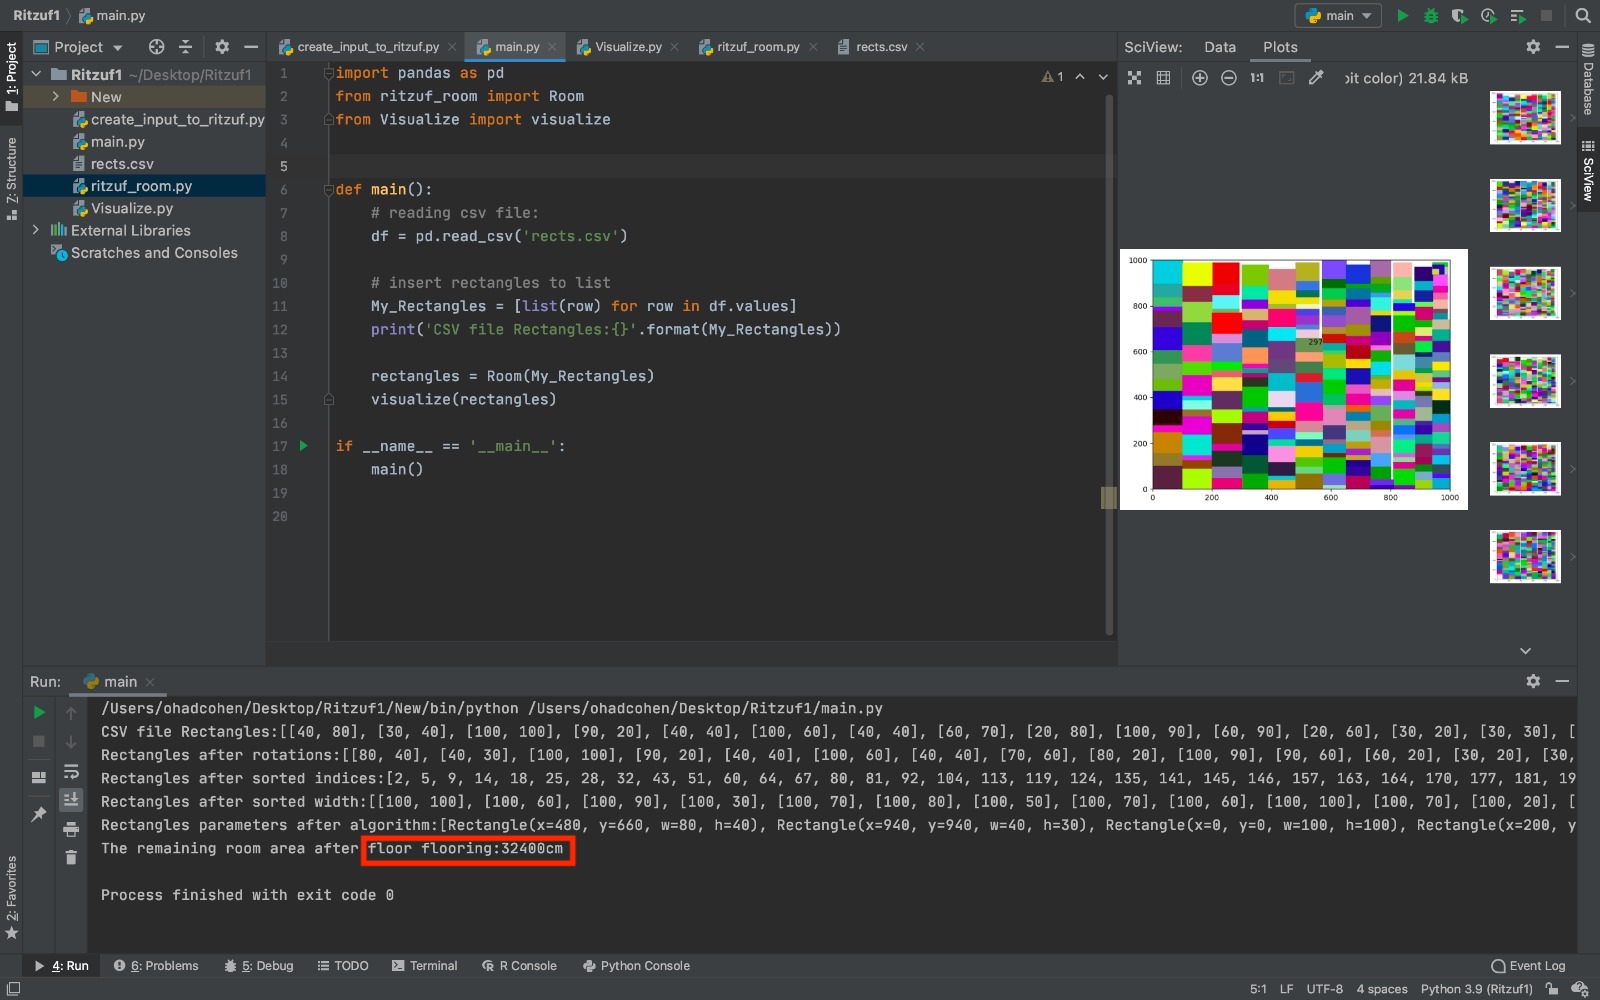 Ritzuf1 main.py
main
1: Project
Z: Structure
2: Favorites
Project
Ritzuf1 ~/Desktop/Ritzuf1
New
create_input_to_ritzuf.py
main.py
rects.csv
ritzuf_room.py
Visualize.py
External Libraries
Scratches and Consoles
create_input_to_ritzuf.py main.py Visualize.py ritzuf_room.py rects.csv
1 import pandas as pd
2 from ritzuf_room import Room
3 from Visualize import visualize
4
5
6 def main():
7 # reading csv file:
8 df = pd.read_csv('rects.csv')
9
10 # insert rectangles to list
11 My_Rectangles = [list(row) for row in df.values]
12 print('CSV file Rectangles:{}'.format(My_Rectangles))
13
14 rectangles = Room(My_Rectangles)
15 visualize(rectangles)
16
17 if __name__ == '__main__':
18 main()
19
20
1
SciView: Data Plots
1:1 bit color) 21.84 kB
1000
800
600
400
200
0
297
0 200 400 600 800 1000
Database
SciView
Run: main
/Users/ohadcohen/Desktop/Ritzuf1/New/bin/python /Users/ohadcohen/Desktop/Ritzuf1/main.py
CSV file Rectangles:[[40, 80], [30, 40], [100, 100], [90, 20], [40, 40], [100, 60], [40, 40], [60, 70], [20, 80], [100, 90], [60, 90], [20, 60], [30, 20], [30, 30], [
Rectangles after rotations:[[80, 40], [40, 30], [100, 100], [90, 20], [40, 40], [100, 60], [40, 40], [70, 60], [80, 20], [100, 90], [90, 60], [60, 20], [30, 20], [30,
Rectangles after sorted indices:[2, 5, 9, 14, 18, 25, 28, 32, 43, 51, 60, 64, 67, 80, 81, 92, 104, 113, 119, 124, 135, 141, 145, 146, 157, 163, 164, 170, 177, 181, 19
Rectangles after sorted width:[[100, 100], [100, 60], [100, 90], [100, 30], [100, 70], [100, 80], [100, 50], [100, 70], [100, 60], [100, 100], [100, 70], [100, 20], [
Rectangles parameters after algorithm:[Rectangle(x=480, y=660, w=80, h=40), Rectangle(x=940, y=940, w=40, h=30), Rectangle(x=0, y=0, w=100, h=100), Rectangle(x=200, y
The remaining room area after floor flooring:32400cm
Process finished with exit code 0
4: Run 6: Problems 5: Debug TODO Terminal R Console Python Console Event Log
5:1 LF UTF-8 4 spaces Python 3.9 (Ritzuf1)